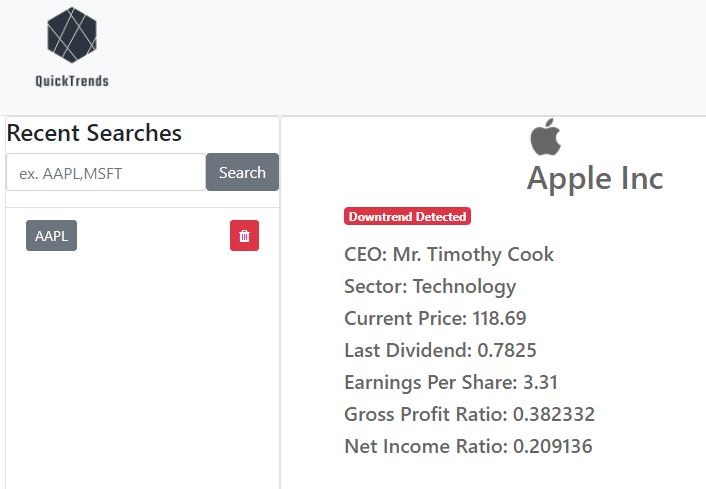 QuickTrends
Recent Searches
ex. AAPL,MSFT
Search
AAPL
Apple Inc
Downtrend Detected
CEO: Mr. Timothy Cook
Sector: Technology
Current Price: 118.69
Last Dividend: 0.7825
Earnings Per Share: 3.31
Gross Profit Ratio: 0.382332
Net Income Ratio: 0.209136